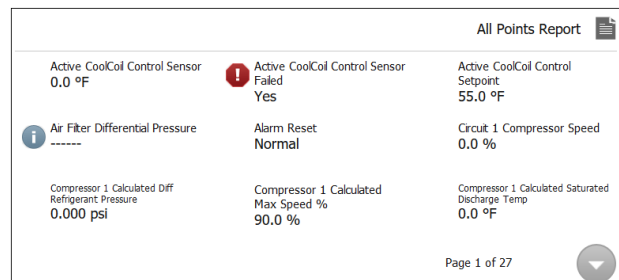 All Points Report
Active CoolCoil Control Sensor
0.0 ºF
Active CoolCoil Control Sensor
Failed
Yes
Active CoolCoil Control
Setpoint
55.0 ºF
Air Filter Differential Pressure
------
Alarm Reset
Normal
Circuit 1 Compressor Speed
0.0 %
Compressor 1 Calculated Diff
Refrigerant Pressure
0.000 psi
Compressor 1 Calculated
Max Speed %
90.0 %
Compressor 1 Calculated Saturated
Discharge Temp
0.0 ºF
Page 1 of 27